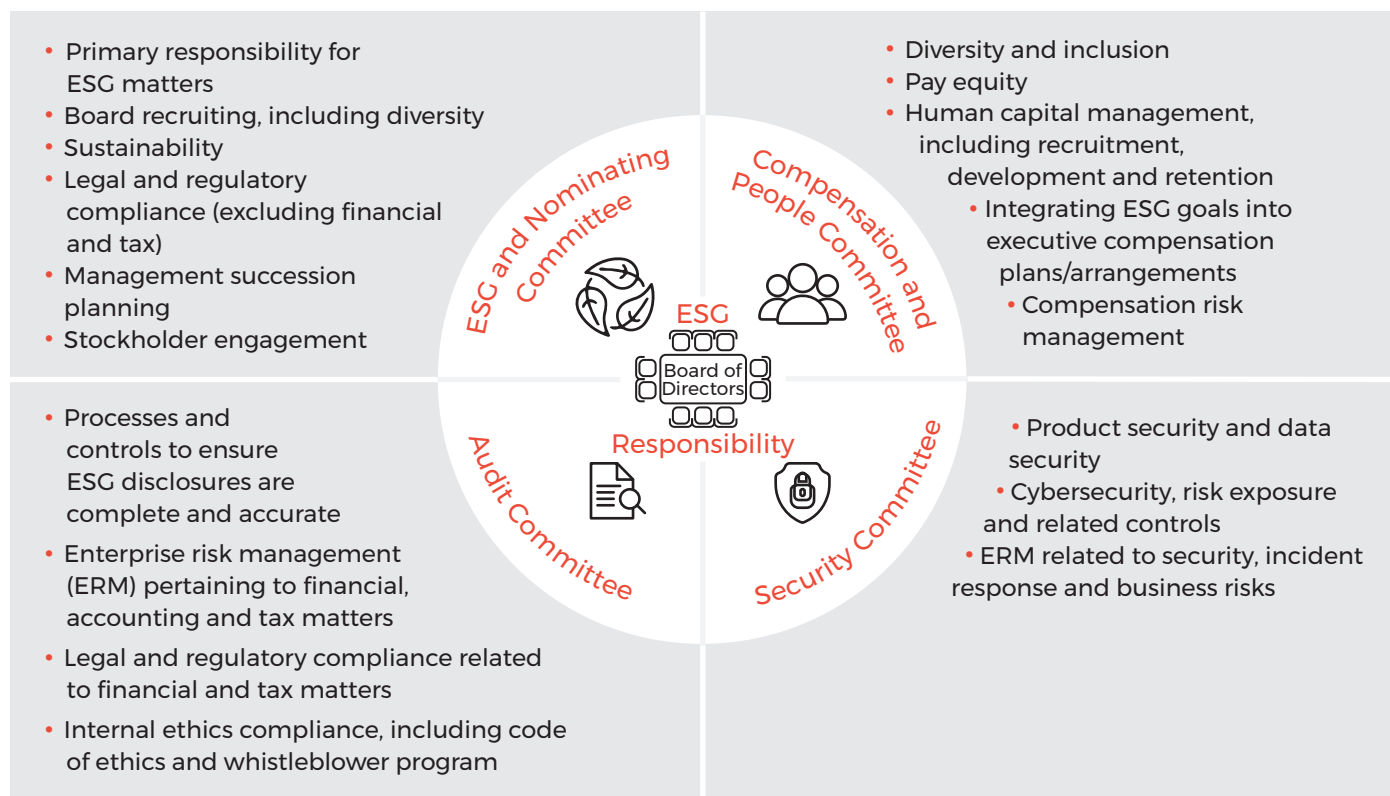 • Primary responsibility for
ESG matters
• Board recruiting, including diversity
• Sustainability
• Legal and regulatory
compliance (excluding financial
and tax)
• Management succession
planning
• Stockholder engagement
ESG and Nominating
Committee
Compensation and
People Committee
• Diversity and inclusion
• Pay equity
• Human capital management,
including recruitment,
development and retention
• Integrating ESG goals into
executive compensation
plans/arrangements
• Compensation risk
management
ESG
Board of
Directors
Responsibility
• Processes and
controls to ensure
ESG disclosures are
complete and accurate
• Enterprise risk management
(ERM) pertaining to financial,
accounting and tax matters
• Legal and regulatory compliance related
to financial and tax matters
• Internal ethics compliance, including code
of ethics and whistleblower program
Audit Committee
Security Committee
• Product security and data
security
• Cybersecurity, risk exposure
and related controls
• ERM related to security, incident
response and business risks